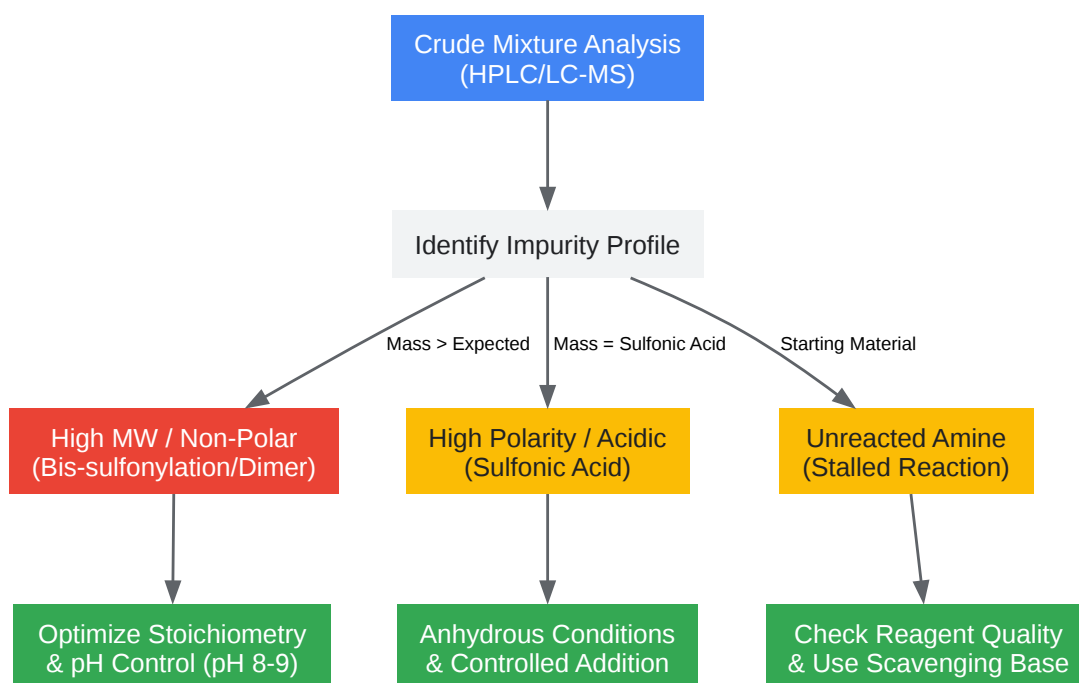 Crude Mixture Analysis
(HPLC/LC-MS)
Identify Impurity Profile
Mass > Expected
Mass = Sulfonic Acid
Starting Material
High MW / Non-Polar
(Bis-sulfonylation/Dimer)
High Polarity / Acidic
(Sulfonic Acid)
Unreacted Amine
(Stalled Reaction)
Optimize Stoichiometry
& pH Control (pH 8-9)
Anhydrous Conditions
& Controlled Addition
Check Reagent Quality
& Use Scavenging Base